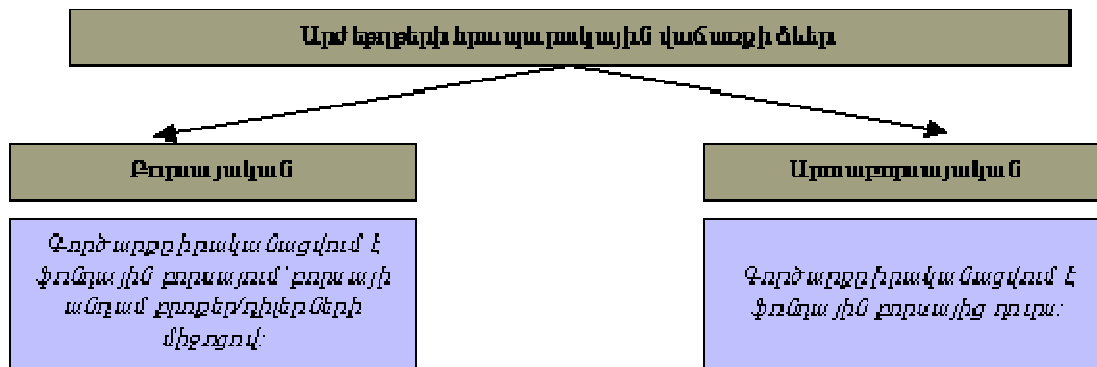 Արժեթղթերի հրապարակային վաճառքի ձևեր
Բորսայական
Արտաբորսայական
Գործարքը իրականացվում է
ֆոնդային բորսայում՝ բորսայի
անդամ բրոքեր/դիլերների
միջոցով:
Գործարքը իրականացվում է
ֆոնդային բորսայից դուրս: